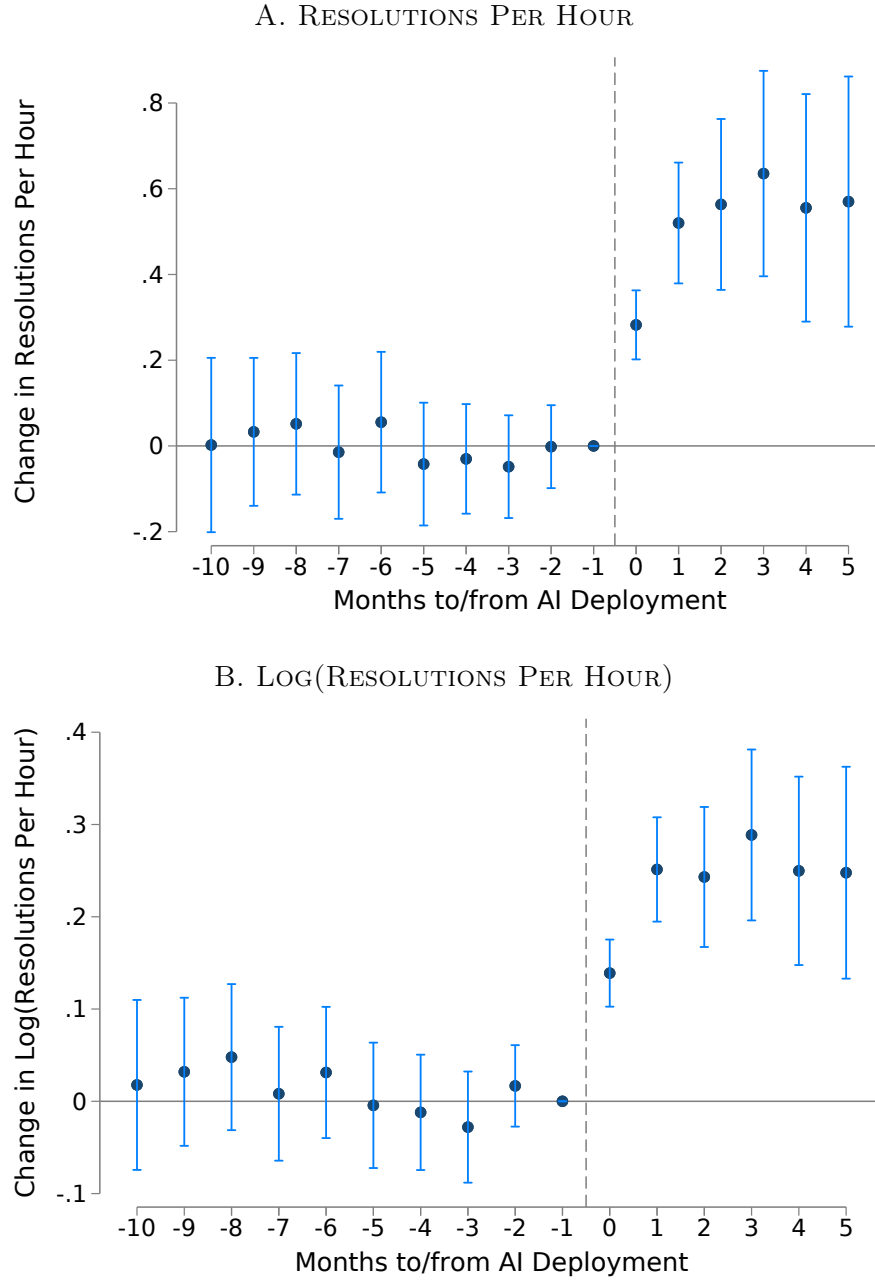 A. Resolutions Per Hour
Change in Resolutions Per Hour
.8
.6
.4
.2
0
-.2
-10 -9 -8 -7 -6 -5 -4 -3 -2 -1 0 1 2 3 4 5
Months to/from AI Deployment
B. Log(Resolutions Per Hour)
Change in Log(Resolutions Per Hour)
.4
.3
.2
.1
0
-.1
-10 -9 -8 -7 -6 -5 -4 -3 -2 -1 0 1 2 3 4 5
Months to/from AI Deployment